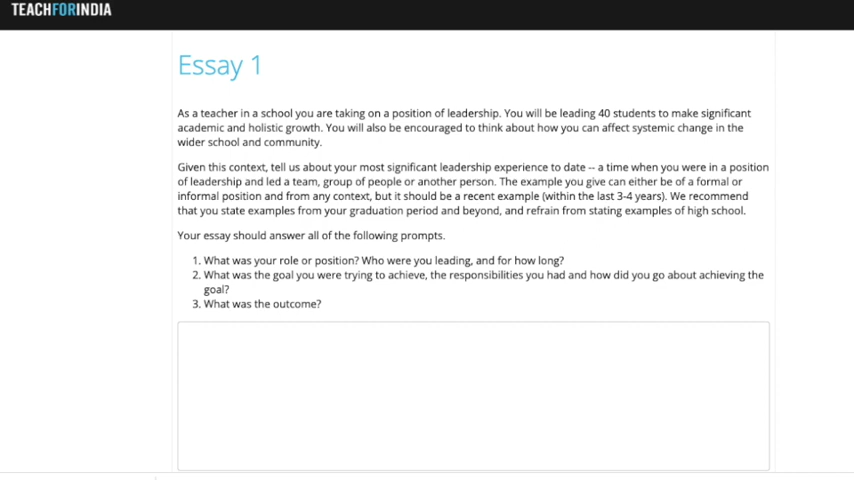 TEACHFORINDIA
Essay 1
As a teacher in a school you are taking on a position of leadership. You will be leading 40 students to make significant
academic and holistic growth. You will also be encouraged to think about how you can affect systemic change in the
wider school and community.
Given this context, tell us about your most significant leadership experience to date -- a time when you were in a position
of leadership and led a team, group of people or another person. The example you give can either be of a formal or
informal position and from any context, but it should be a recent example (within the last 3-4 years). We recommend
that you state examples from your graduation period and beyond, and refrain from stating examples of high school.
Your essay should answer all of the following prompts.
1. What was your role or position? Who were you leading, and for how long?
2. What was the goal you were trying to achieve, the responsibilities you had and how did you go about achieving the
goal?
3. What was the outcome?